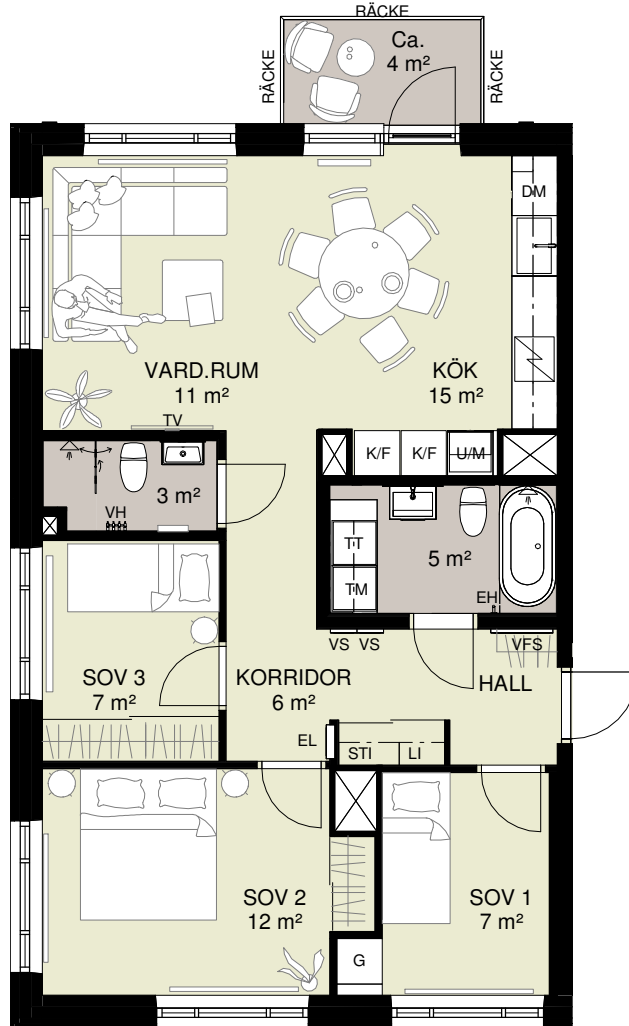 RÄCKE
RÄCKE
Ca.
4 m²
RÄCKE
DM
VARD.RUM
11 m²
KÖK
15 m²
TV
K/F
K/F
U/M
3 m²
VH
TT
TM
5 m²
EH
VS
VS
VFS
SOV 3
7 m²
KORRIDOR
6 m²
HALL
EL
STI
LI
SOV 2
12 m²
SOV 1
7 m²
G